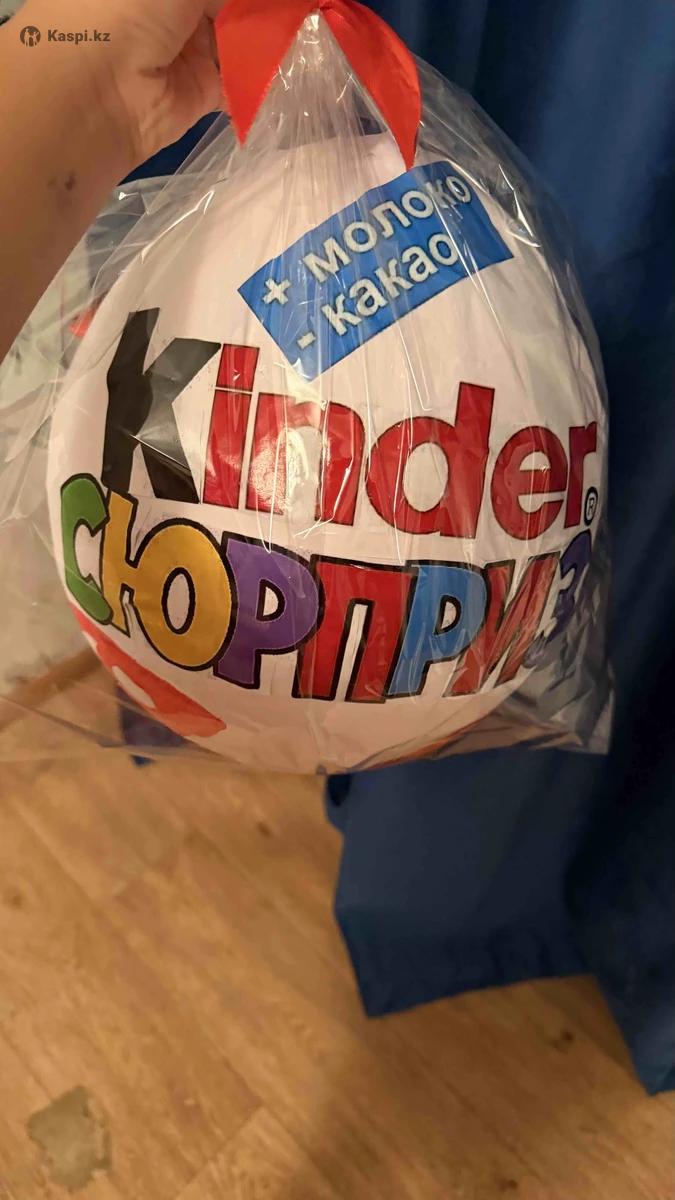 Kaspi.kz
+ молоко
- какао
Kinder®
СЮРПРИЗ